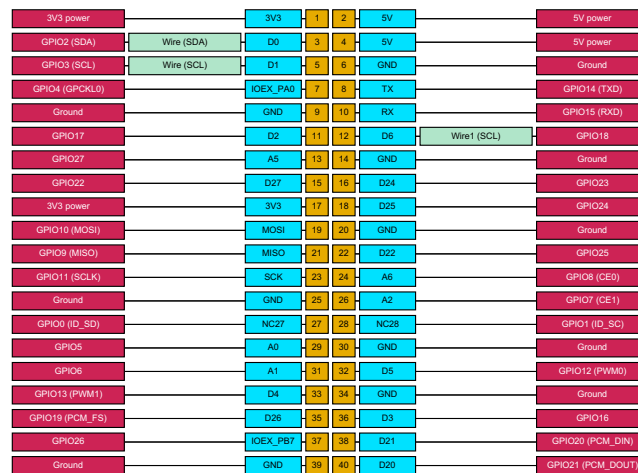 3V3 power 3V3 1 2 5V 5V power
GPIO2 (SDA) Wire (SDA) D0 3 4 5V 5V power
GPIO3 (SCL) Wire (SCL) D1 5 6 GND Ground
GPIO4 (GPCKL0) IOEX_PA0 7 8 TX GPIO14 (TXD)
Ground GND 9 10 RX GPIO15 (RXD)
GPIO17 D2 11 12 D6 Wire1 (SCL) GPIO18
GPIO27 A5 13 14 GND Ground
GPIO22 D27 15 16 D24 GPIO23
3V3 power 3V3 17 18 D25 GPIO24
GPIO10 (MOSI) MOSI 19 20 GND Ground
GPIO9 (MISO) MISO 21 22 D22 GPIO25
GPIO11 (SCLK) SCK 23 24 A6 GPIO8 (CE0)
Ground GND 25 26 A2 GPIO7 (CE1)
GPIO0 (ID_SD) NC27 27 28 NC28 GPIO1 (ID_SC)
GPIO5 A0 29 30 GND Ground
GPIO6 A1 31 32 D5 GPIO12 (PWM0)
GPIO13 (PWM1) D4 33 34 GND Ground
GPIO19 (PCM_FS) D26 35 36 D3 GPIO16
GPIO26 IOEX_PB7 37 38 D21 GPIO20 (PCM_DIN)
Ground GND 39 40 D20 GPIO21 (PCM_DOUT)